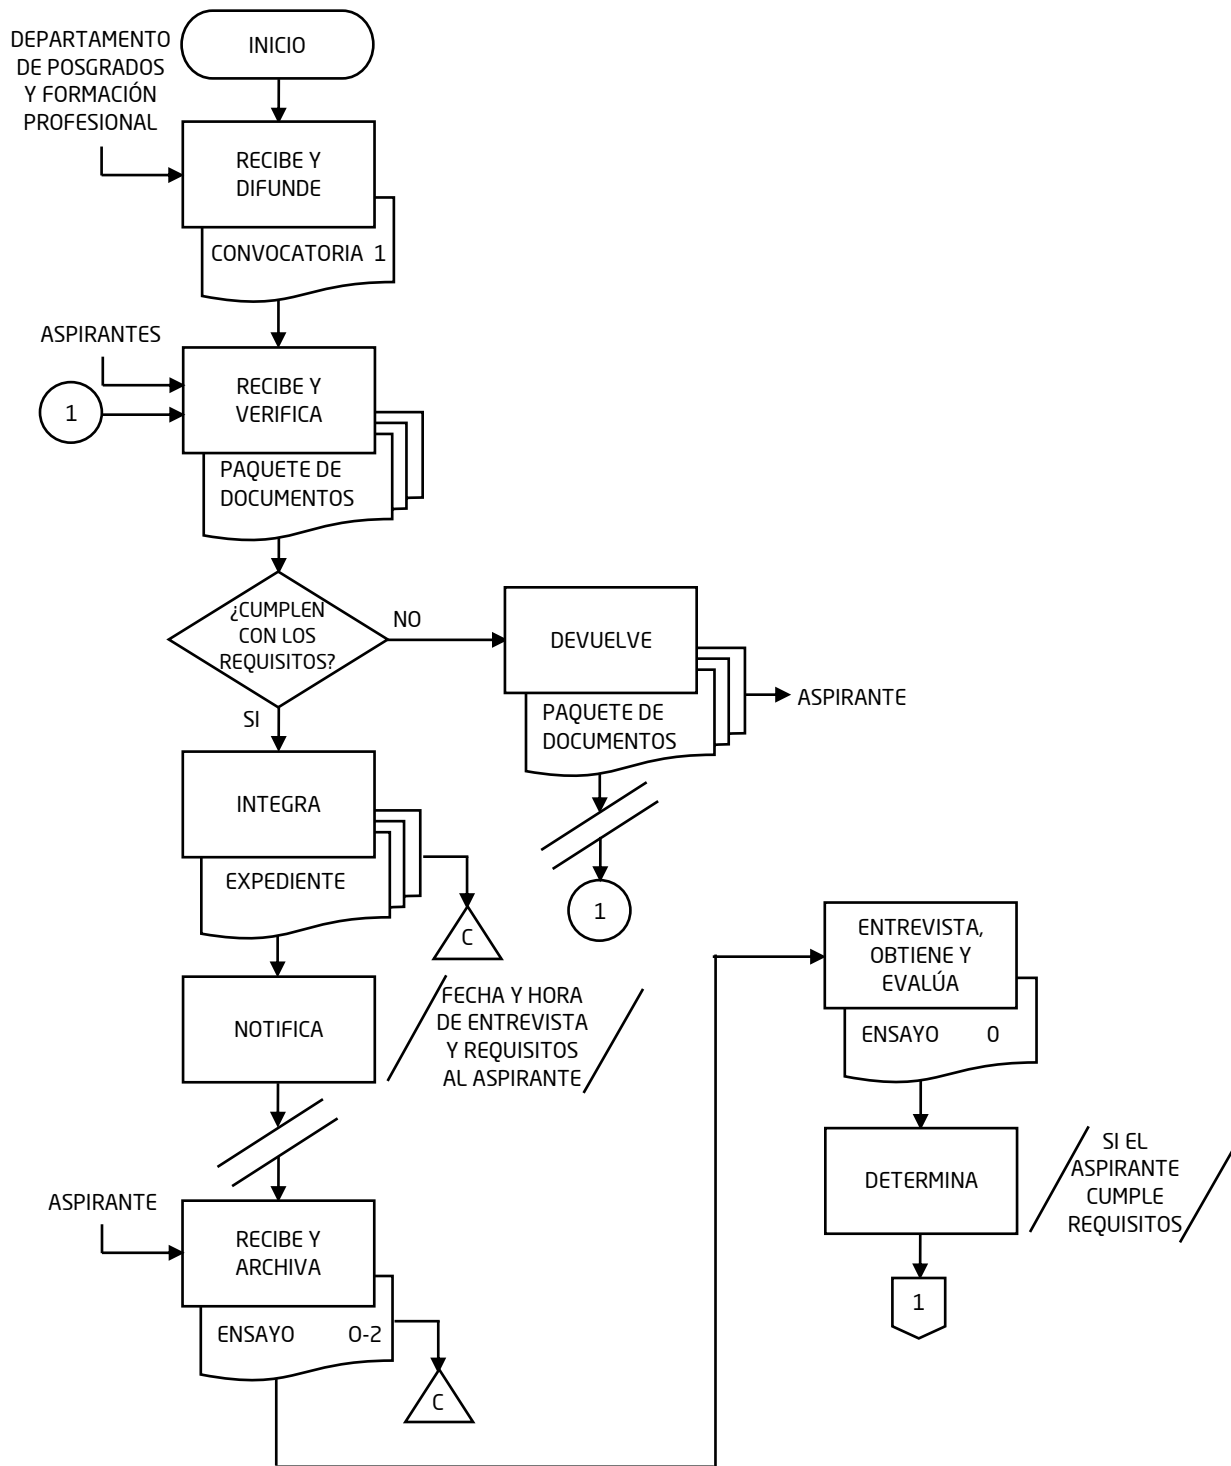 DEPARTAMENTO
DE POSGRADOS
Y FORMACIÓN
PROFESIONAL
INICIO
RECIBE Y
DIFUNDE
CONVOCATORIA 1
ASPIRANTES
1
RECIBE Y
VERIFICA
PAQUETE DE
DOCUMENTOS
¿CUMPLEN
CON LOS
REQUISITOS?
NO
DEVUELVE
PAQUETE DE
DOCUMENTOS
ASPIRANTE
1
SI
INTEGRA
EXPEDIENTE
C
NOTIFICA
FECHA Y HORA
DE ENTREVISTA
Y REQUISITOS
AL ASPIRANTE
ASPIRANTE
RECIBE Y
ARCHIVA
ENSAYO O-2
C
ENTREVISTA,
OBTIENE Y
EVALÚA
ENSAYO O
DETERMINA
SI EL
ASPIRANTE
CUMPLE
REQUISITOS
1